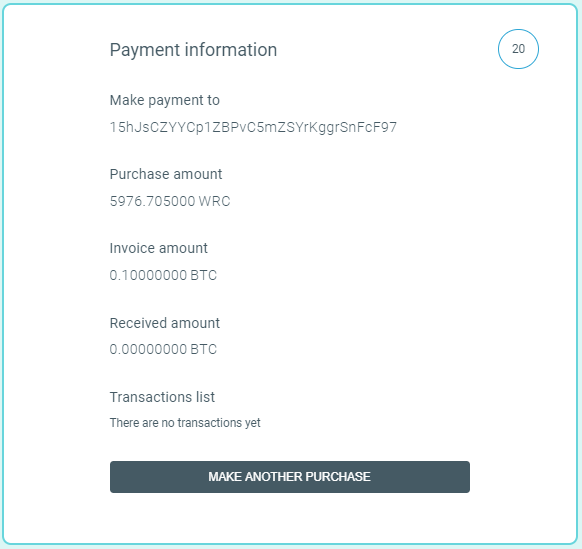 Payment information
20
Make payment to
15hJsCZYYCp1ZBPvC5mZSYrKggrSnFcF97
Purchase amount
5976.705000 WRC
Invoice amount
0.10000000 BTC
Received amount
0.00000000 BTC
Transactions list
There are no transactions yet
MAKE ANOTHER PURCHASE